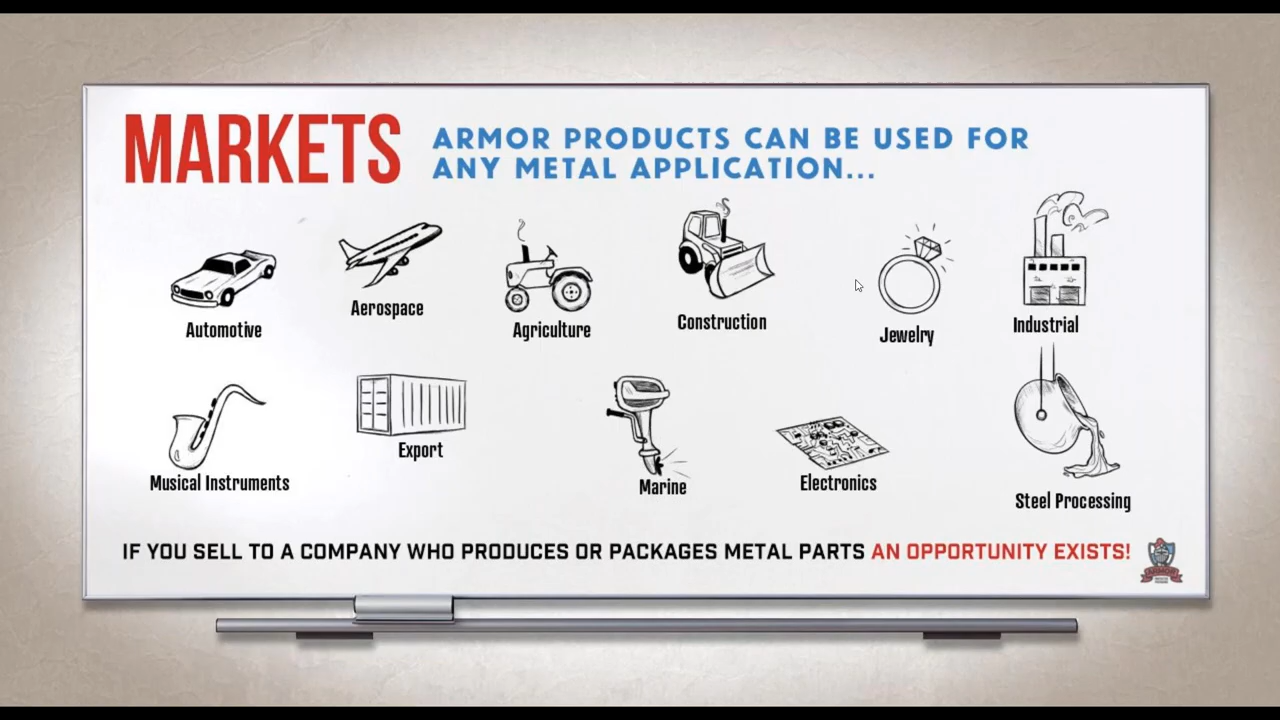 MARKETS
ARMOR PRODUCTS CAN BE USED FOR
ANY METAL APPLICATION...
Automotive
Aerospace
Agriculture
Construction
Jewelry
Industrial
Musical Instruments
Export
Marine
Electronics
Steel Processing
IF YOU SELL TO A COMPANY WHO PRODUCES OR PACKAGES METAL PARTS AN OPPORTUNITY EXISTS!
ARMOR